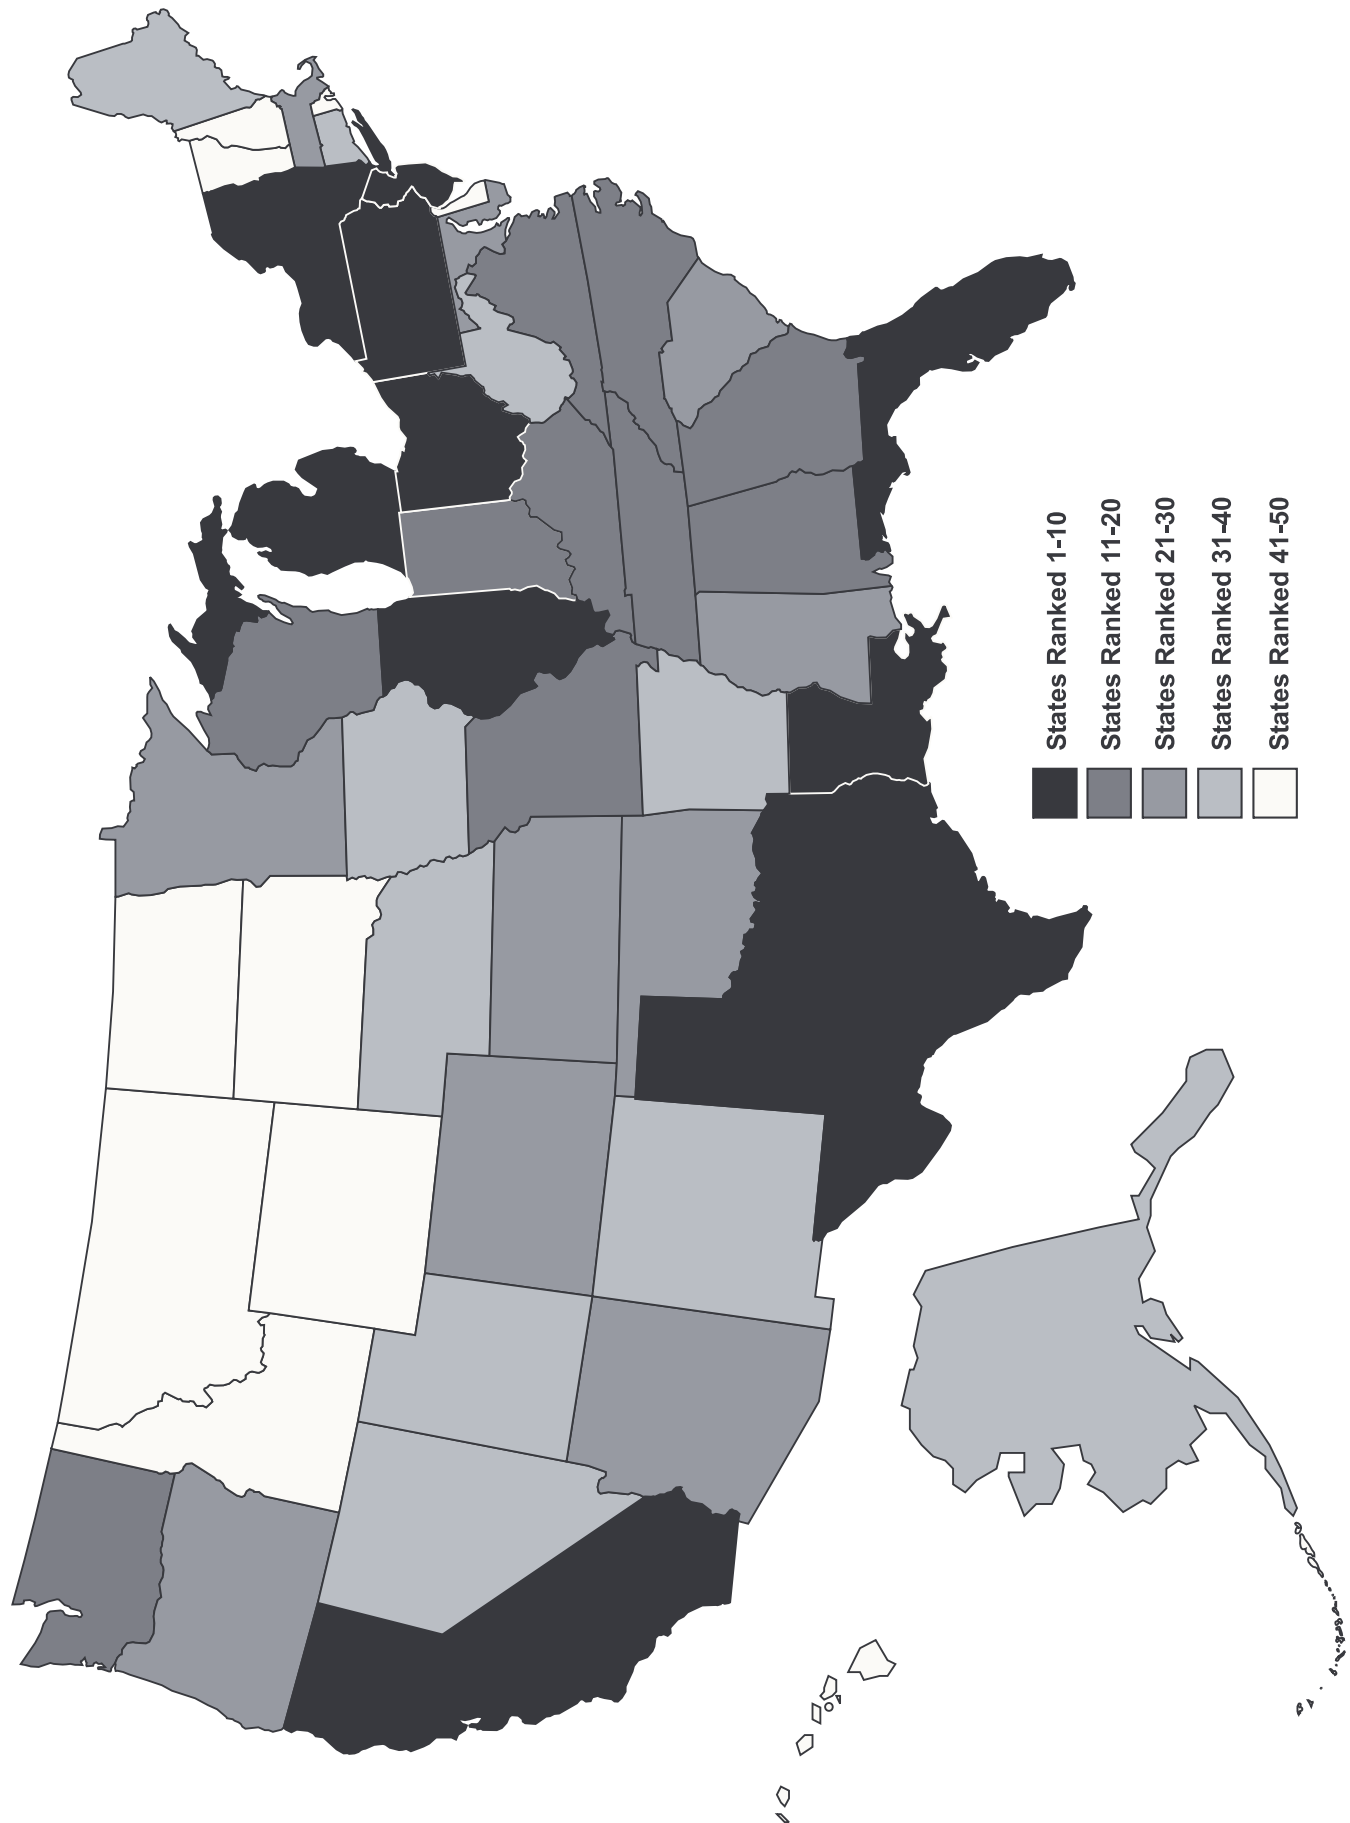 States Ranked 1-10
States Ranked 11-20
States Ranked 21-30
States Ranked 31-40
States Ranked 41-50